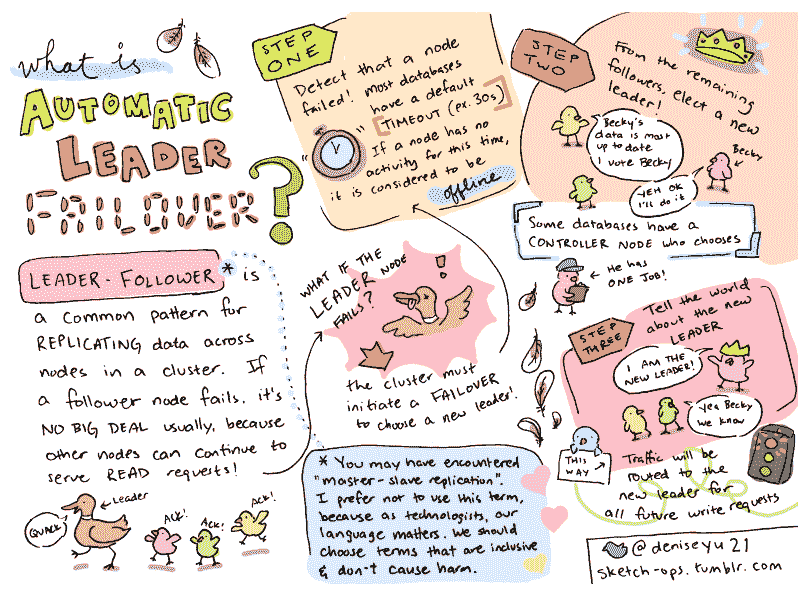 what is
AUTOMATIC
LEADER
FAILOVER?
LEADER-FOLLOWER * is
a common pattern for
REPLICATING data across
nodes in a cluster. If
a follower node fails, it's
NO BIG DEAL usually, because
other nodes can continue to
serve READ requests!
QUACK
Leader
ACK!
ACK!
ACK!
WHAT IF THE
LEADER NODE
FAILS?
!
the cluster must
initiate a FAILOVER
to choose a new leader!
* You may have encountered
"master-slave replication".
I prefer not to use this term,
because as technologists, our
language matters. We should
choose terms that are inclusive
& don't cause harm.
STEP
ONE
Detect that a node
failed! Most databases
have a default
[TIMEOUT (px. 30s)]
If a node has no
activity for this time,
it is considered to be
offline
STEP
TWO
From the remaining
followers, elect a new
leader!
Becky's
data is most
up to date
I vote Becky
Becky
YEH OK
I'LL do it
Some databases have a
CONTROLLER NODE who chooses
He has
ONE JOB!
STEP
THREE
Tell the world
about the new
LEADER
I AM THE
NEW LEADER!
Yes Becky
we know
THIS
WAY
Traffic will be
routed to the
new leader for
all future write requests
@deniseyu21
sketch-ops.tumblr.com